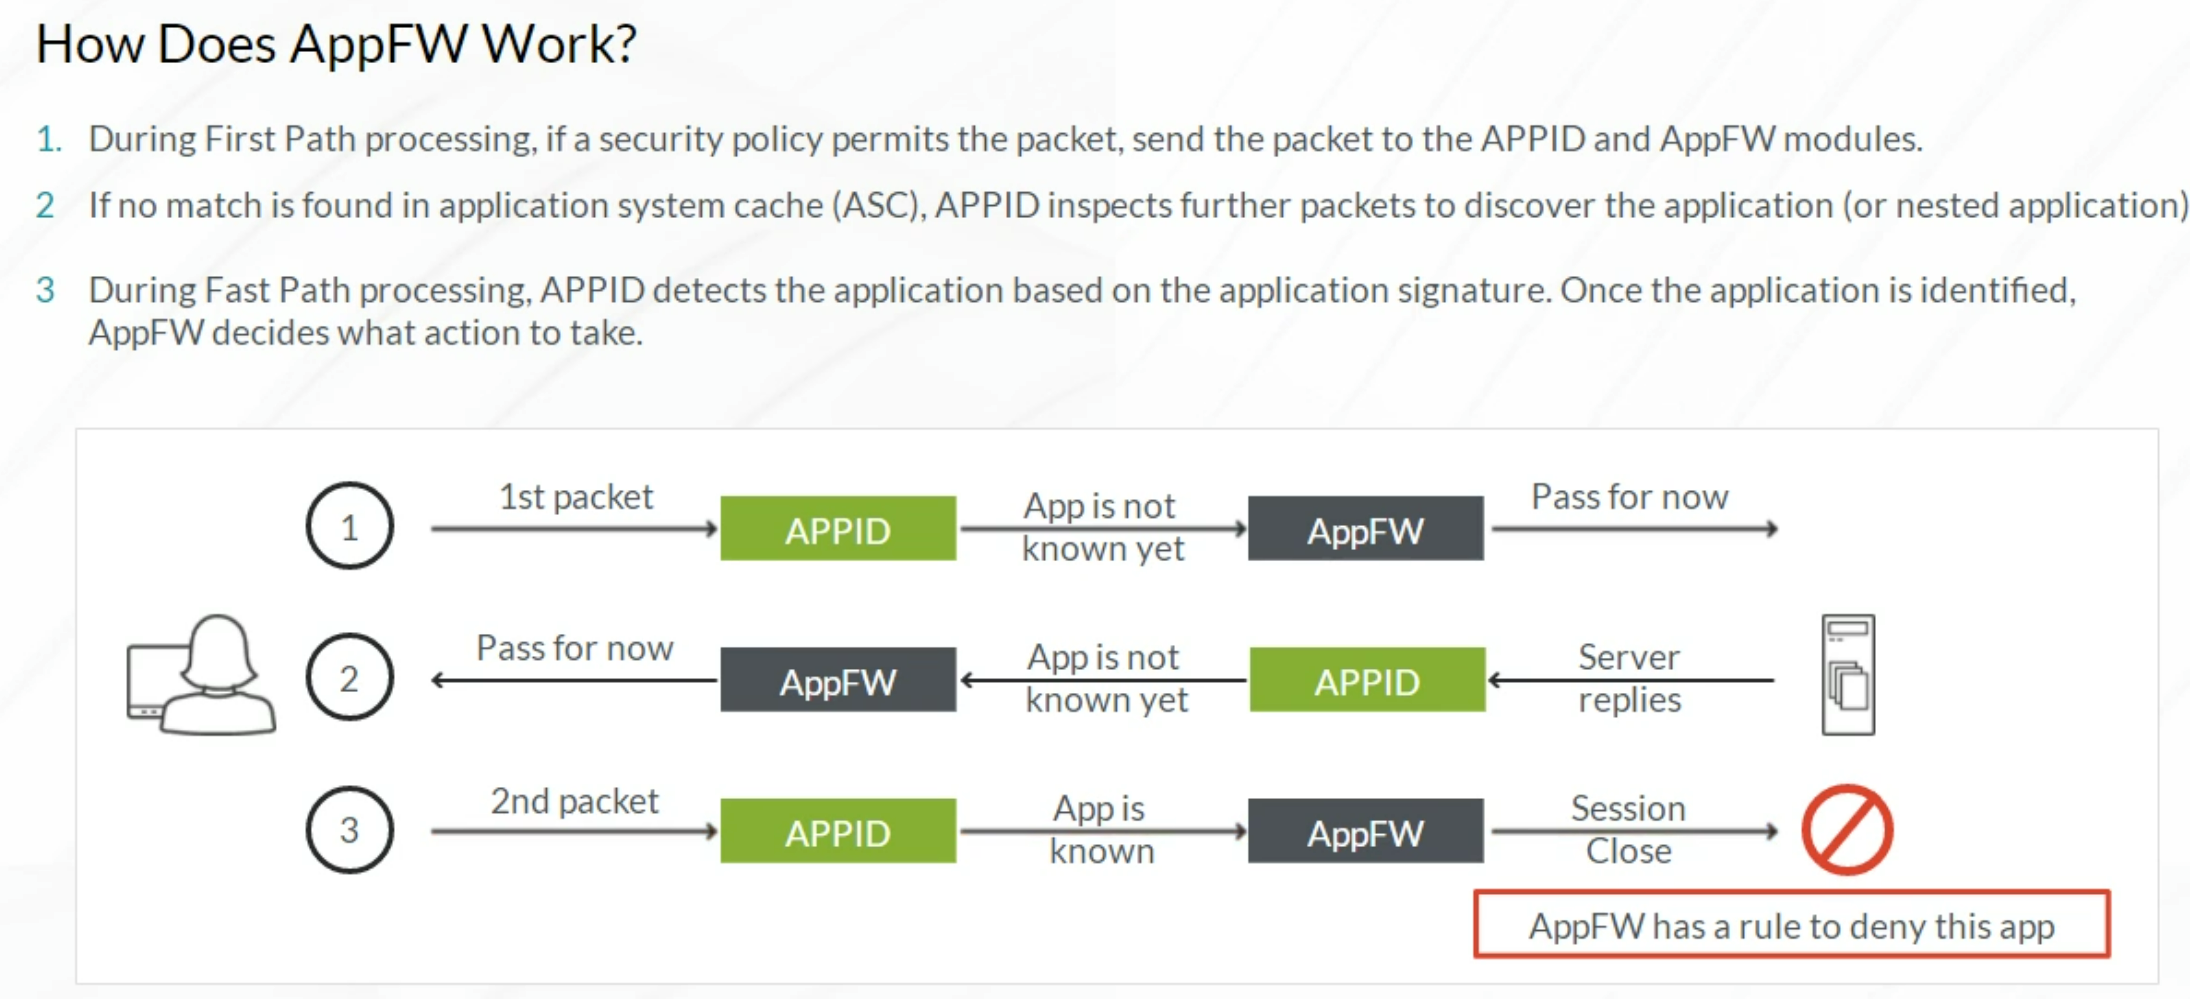 How Does AppFW Work?
1. During First Path processing, if a security policy permits the packet, send the packet to the APPID and AppFW modules.
2 If no match is found in application system cache (ASC), APPID inspects further packets to discover the application (or nested application)
3 During Fast Path processing, APPID detects the application based on the application signature. Once the application is identified,
AppFW decides what action to take.
1
1st packet
APPID
App is not
known yet
AppFW
Pass for now
2
Pass for now
AppFW
App is not
known yet
APPID
Server
replies
3
2nd packet
APPID
App is
known
AppFW
Session
Close
AppFW has a rule to deny this app